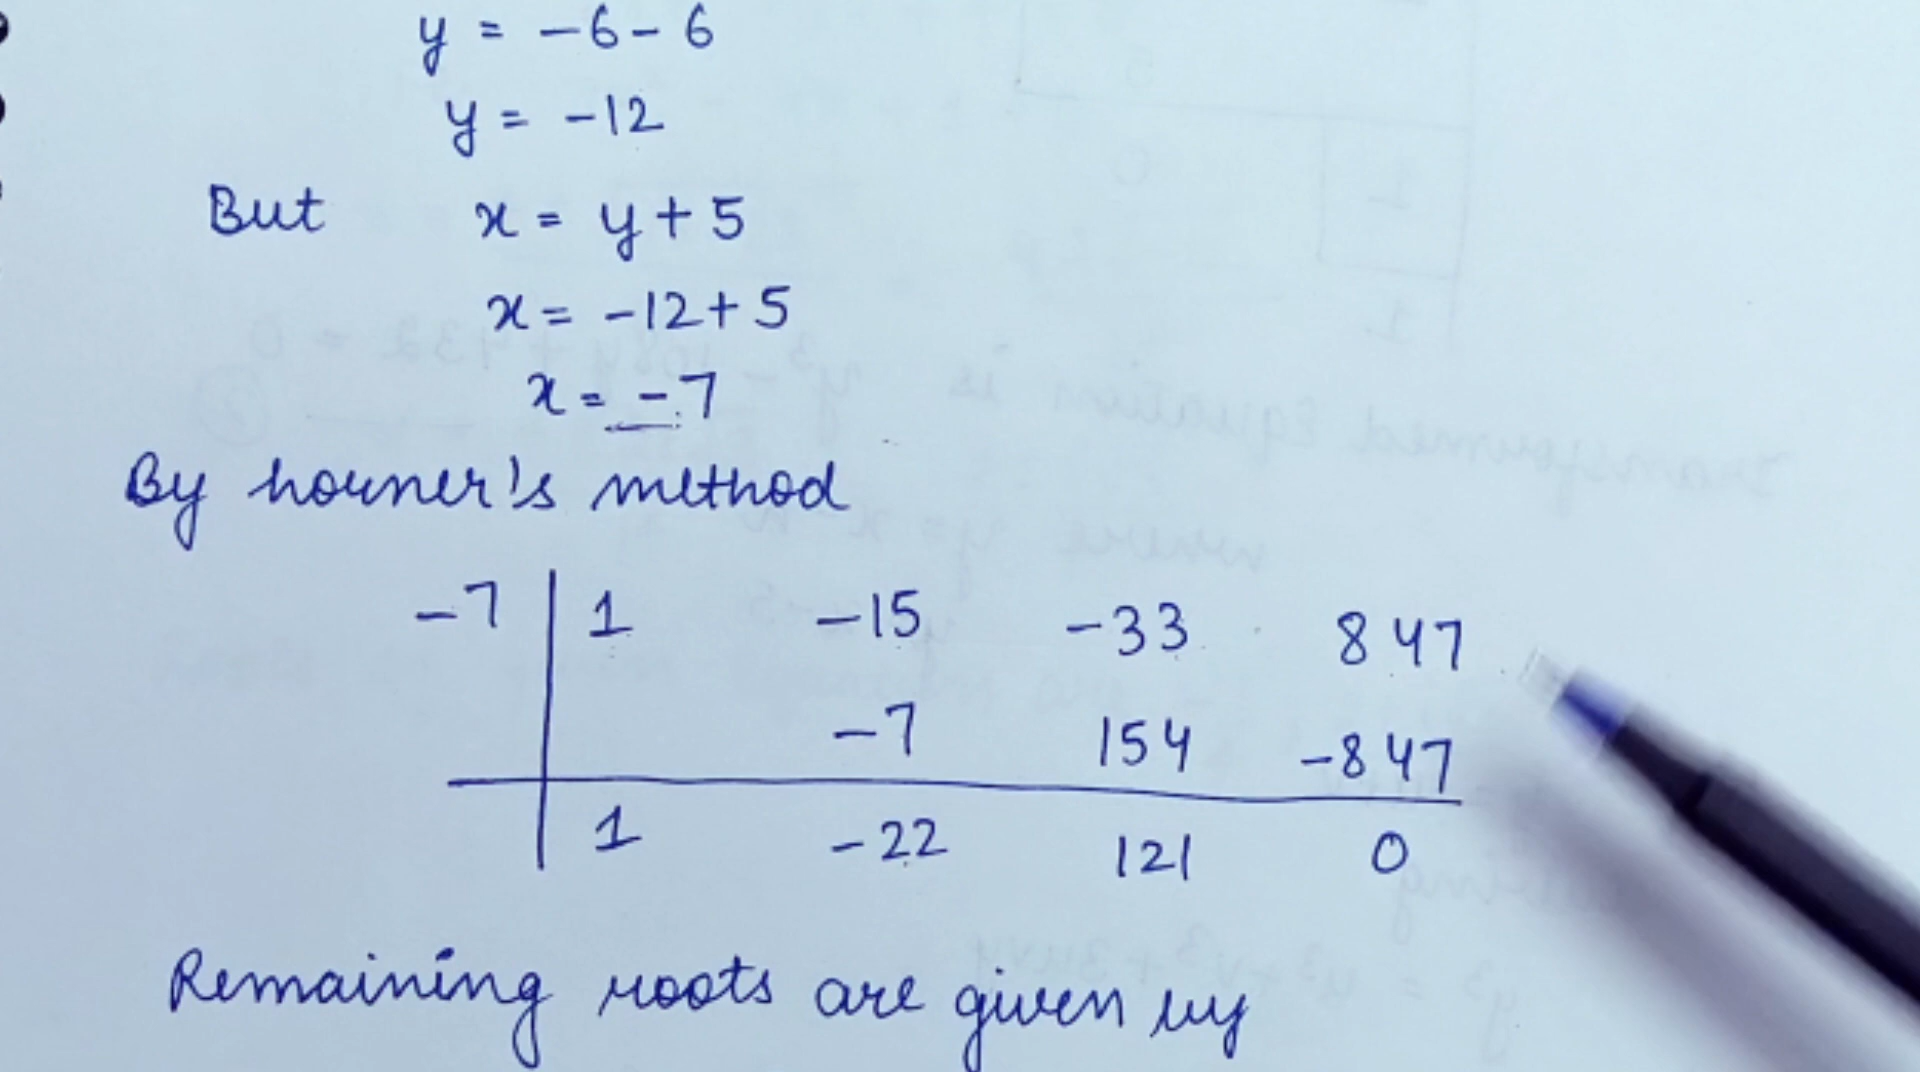 y = -6-6
y = -12
But x = y+5
x = -12+5
x = -7
By horner's method
-7 | 1 -15 -33 847
-7 154 -847
1 -22 121 0
Remaining roots are given by